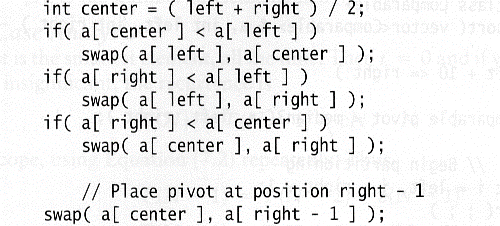 int center = ( left + right ) / 2;
if( a[ center ] < a[ left ] )
swap( a[ left ], a[ center ] );
if( a[ right ] < a[ left ] )
swap( a[ left ], a[ right ] );
if( a[ right ] < a[ center ] )
swap( a[ center ], a[ right ] );
// Place pivot at position right - 1
swap( a[ center ], a[ right - 1 ] );